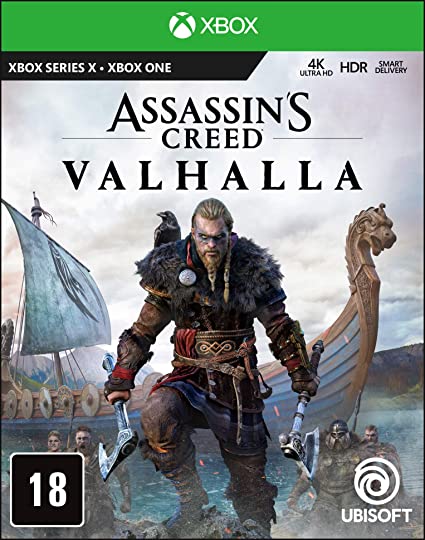 XBOX
XBOX SERIES X • XBOX ONE
4K
ULTRA HD
HDR
SMART
DELIVERY
ASSASSIN'S
CREED
VALHALLA
18
UBISOFT